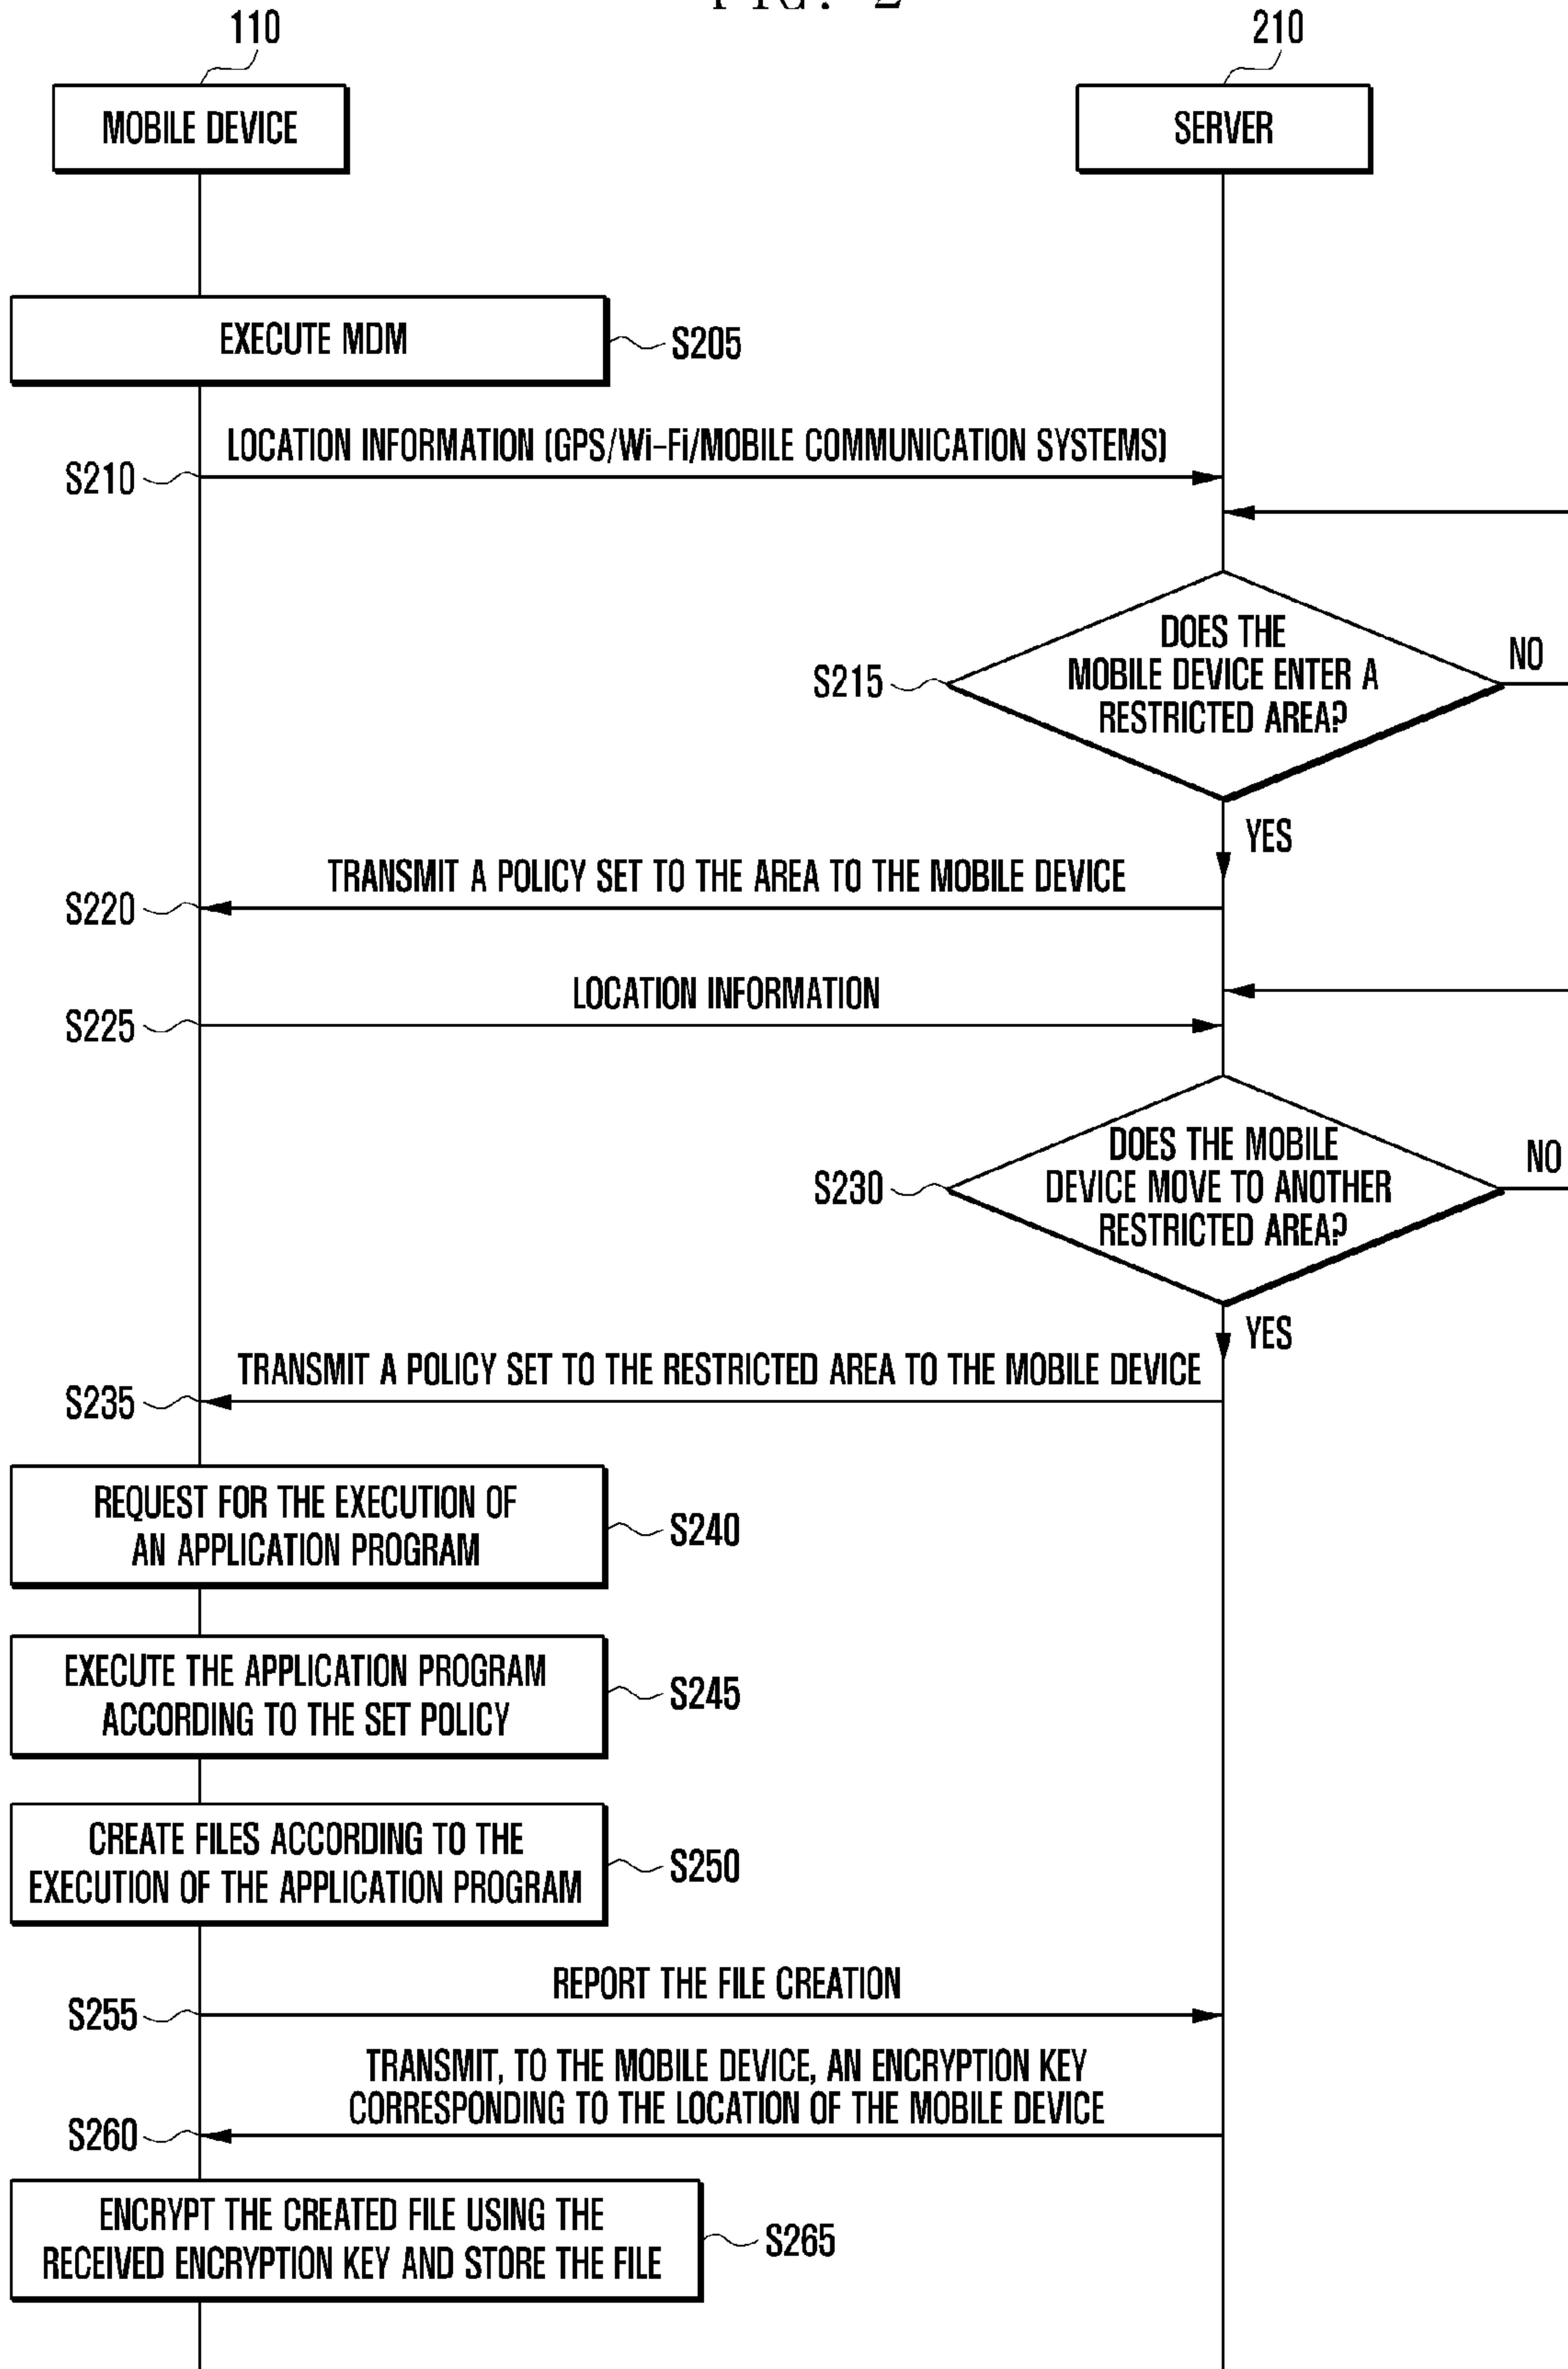 FIG. 2
110
210
MOBILE DEVICE
SERVER
EXECUTE MDM
S205
LOCATION INFORMATION (GPS/Wi-Fi/MOBILE COMMUNICATION SYSTEMS)
S210
DOES THE
MOBILE DEVICE ENTER A
RESTRICTED AREA?
S215
NO
YES
TRANSMIT A POLICY SET TO THE AREA TO THE MOBILE DEVICE
S220
LOCATION INFORMATION
S225
DOES THE MOBILE
DEVICE MOVE TO ANOTHER
RESTRICTED AREA?
S230
NO
YES
TRANSMIT A POLICY SET TO THE RESTRICTED AREA TO THE MOBILE DEVICE
S235
REQUEST FOR THE EXECUTION OF
AN APPLICATION PROGRAM
S240
EXECUTE THE APPLICATION PROGRAM
ACCORDING TO THE SET POLICY
S245
CREATE FILES ACCORDING TO THE
EXECUTION OF THE APPLICATION PROGRAM
S250
REPORT THE FILE CREATION
S255
TRANSMIT, TO THE MOBILE DEVICE, AN ENCRYPTION KEY
CORRESPONDING TO THE LOCATION OF THE MOBILE DEVICE
S260
ENCRYPT THE CREATED FILE USING THE
RECEIVED ENCRYPTION KEY AND STORE THE FILE
S265